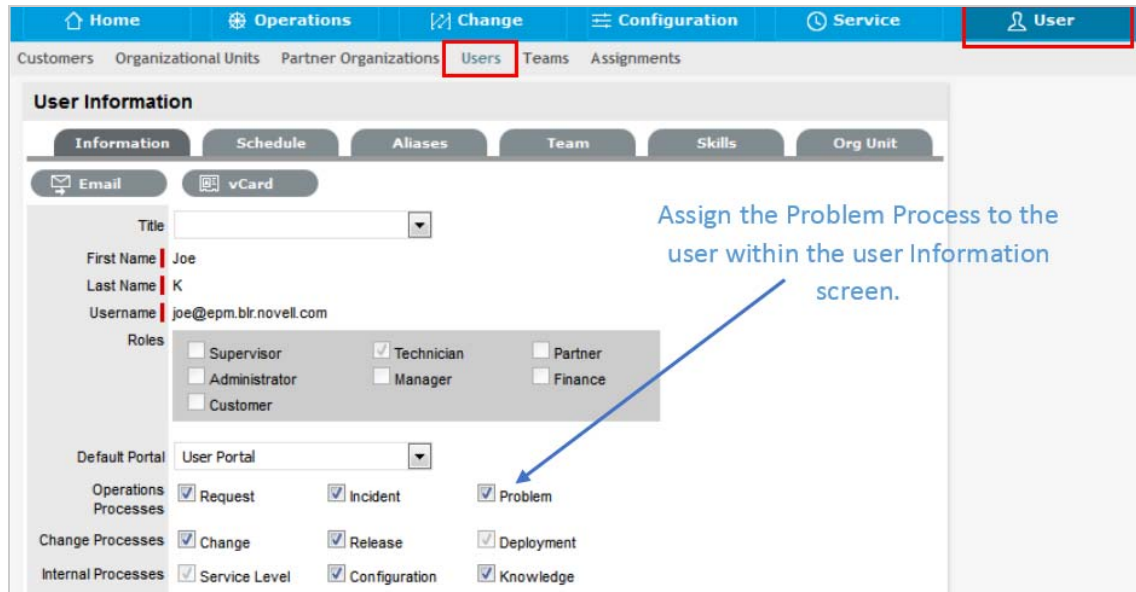 Home Operations Change Configuration Service User
Customers Organizational Units Partner Organizations Users Teams Assignments
User Information
Information Schedule Aliases Team Skills Org Unit
Email vCard
Title
First Name Joe
Last Name K
Username joe@epm.blr.novell.com
Roles
Supervisor Technician Partner
Administrator Manager Finance
Customer
Default Portal User Portal
Operations Processes Request Incident Problem
Change Processes Change Release Deployment
Internal Processes Service Level Configuration Knowledge
Assign the Problem Process to the
user within the user Information
screen.